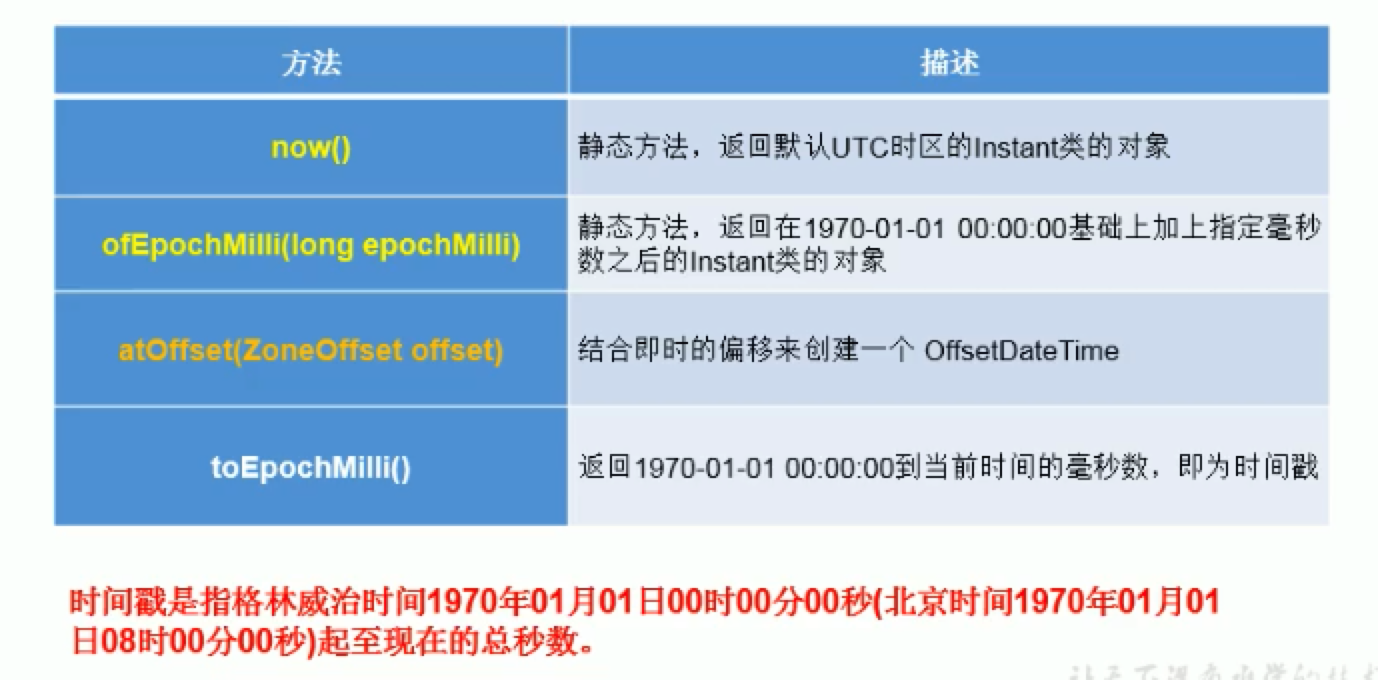 方法
描述
now()
静态方法，返回默认UTC时区的Instant类的对象
ofEpochMilli(long epochMilli)
静态方法，返回在1970-01-01 00:00:00基础上加上指定毫秒
数之后的Instant类的对象
atOffset(ZoneOffset offset)
结合即时的偏移来创建一个 OffsetDateTime
toEpochMilli()
返回1970-01-01 00:00:00到当前时间的毫秒数，即为时间戳
时间戳是指格林威治时间1970年01月01日00时00分00秒(北京时间1970年01月01
日08时00分00秒)起至现在的总秒数。